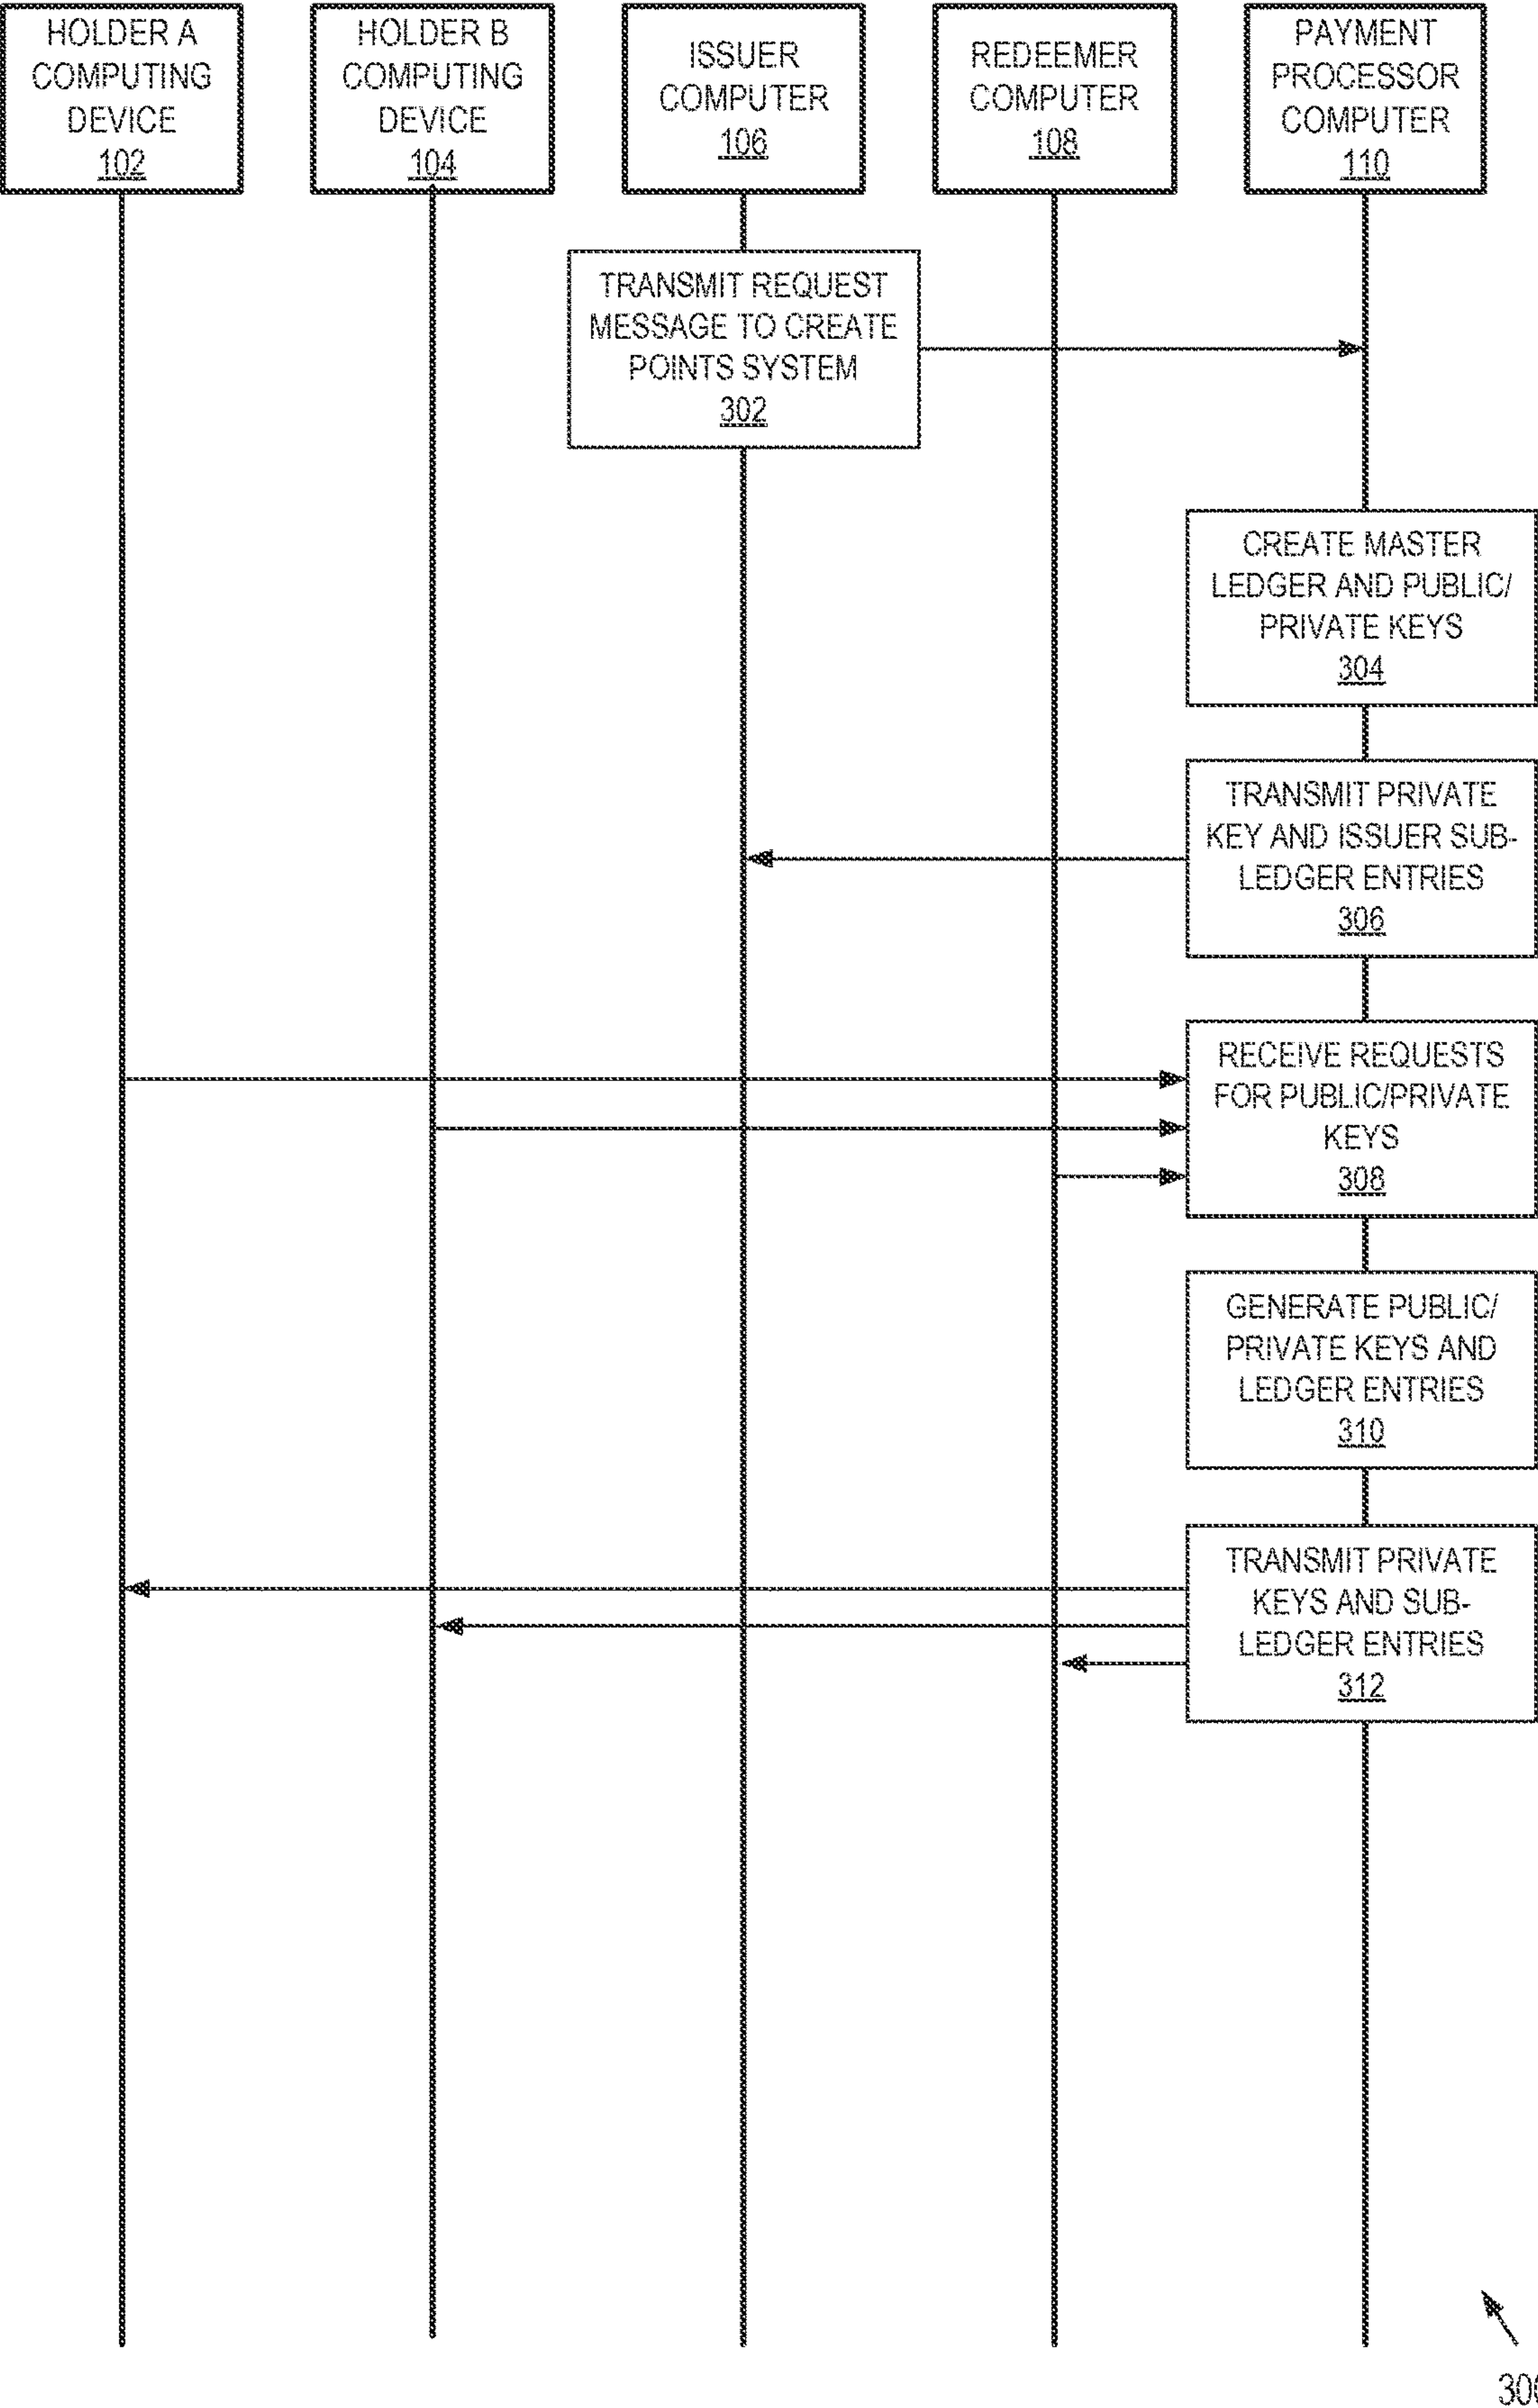 HOLDER A
COMPUTING
DEVICE
102
HOLDER B
COMPUTING
DEVICE
104
ISSUER
COMPUTER
106
REDEEMER
COMPUTER
108
PAYMENT
PROCESSOR
COMPUTER
110
TRANSMIT REQUEST
MESSAGE TO CREATE
POINTS SYSTEM
302
CREATE MASTER
LEDGER AND PUBLIC/
PRIVATE KEYS
304
TRANSMIT PRIVATE
KEY AND ISSUER SUB-
LEDGER ENTRIES
306
RECEIVE REQUESTS
FOR PUBLIC/PRIVATE
KEYS
308
GENERATE PUBLIC/
PRIVATE KEYS AND
LEDGER ENTRIES
310
TRANSMIT PRIVATE
KEYS AND SUB-
LEDGER ENTRIES
312
300